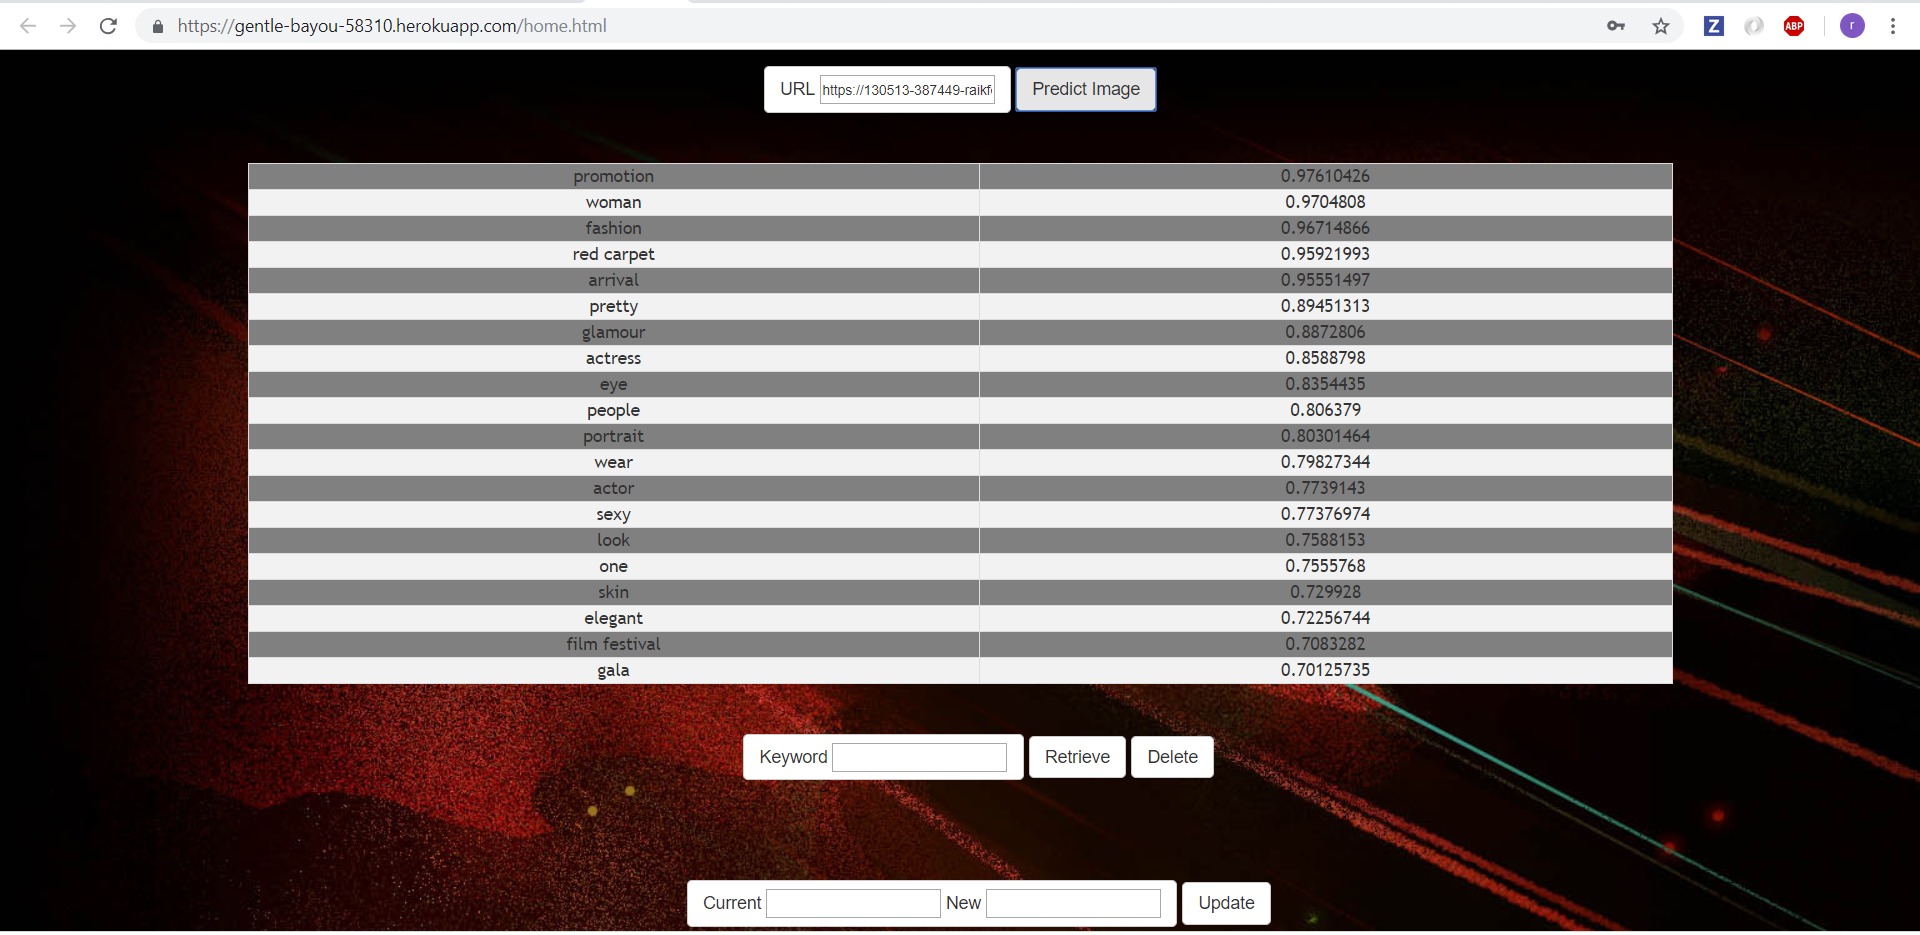 https://gentle-bayou-58310.herokuapp.com/home.html
ABP
r
Z
URL https://130513-387449-raikf Predict Image
promotion 0.97610426
woman 0.9704808
fashion 0.96714866
red carpet 0.95921993
arrival 0.95551497
pretty 0.89451313
glamour 0.8872806
actress 0.8588798
eye 0.8354435
people 0.806379
portrait 0.80301464
wear 0.79827344
actor 0.7739143
sexy 0.77376974
look 0.7588153
one 0.7555768
skin 0.729928
elegant 0.72256744
film festival 0.7083282
gala 0.70125735
Keyword Retrieve Delete
Current New Update